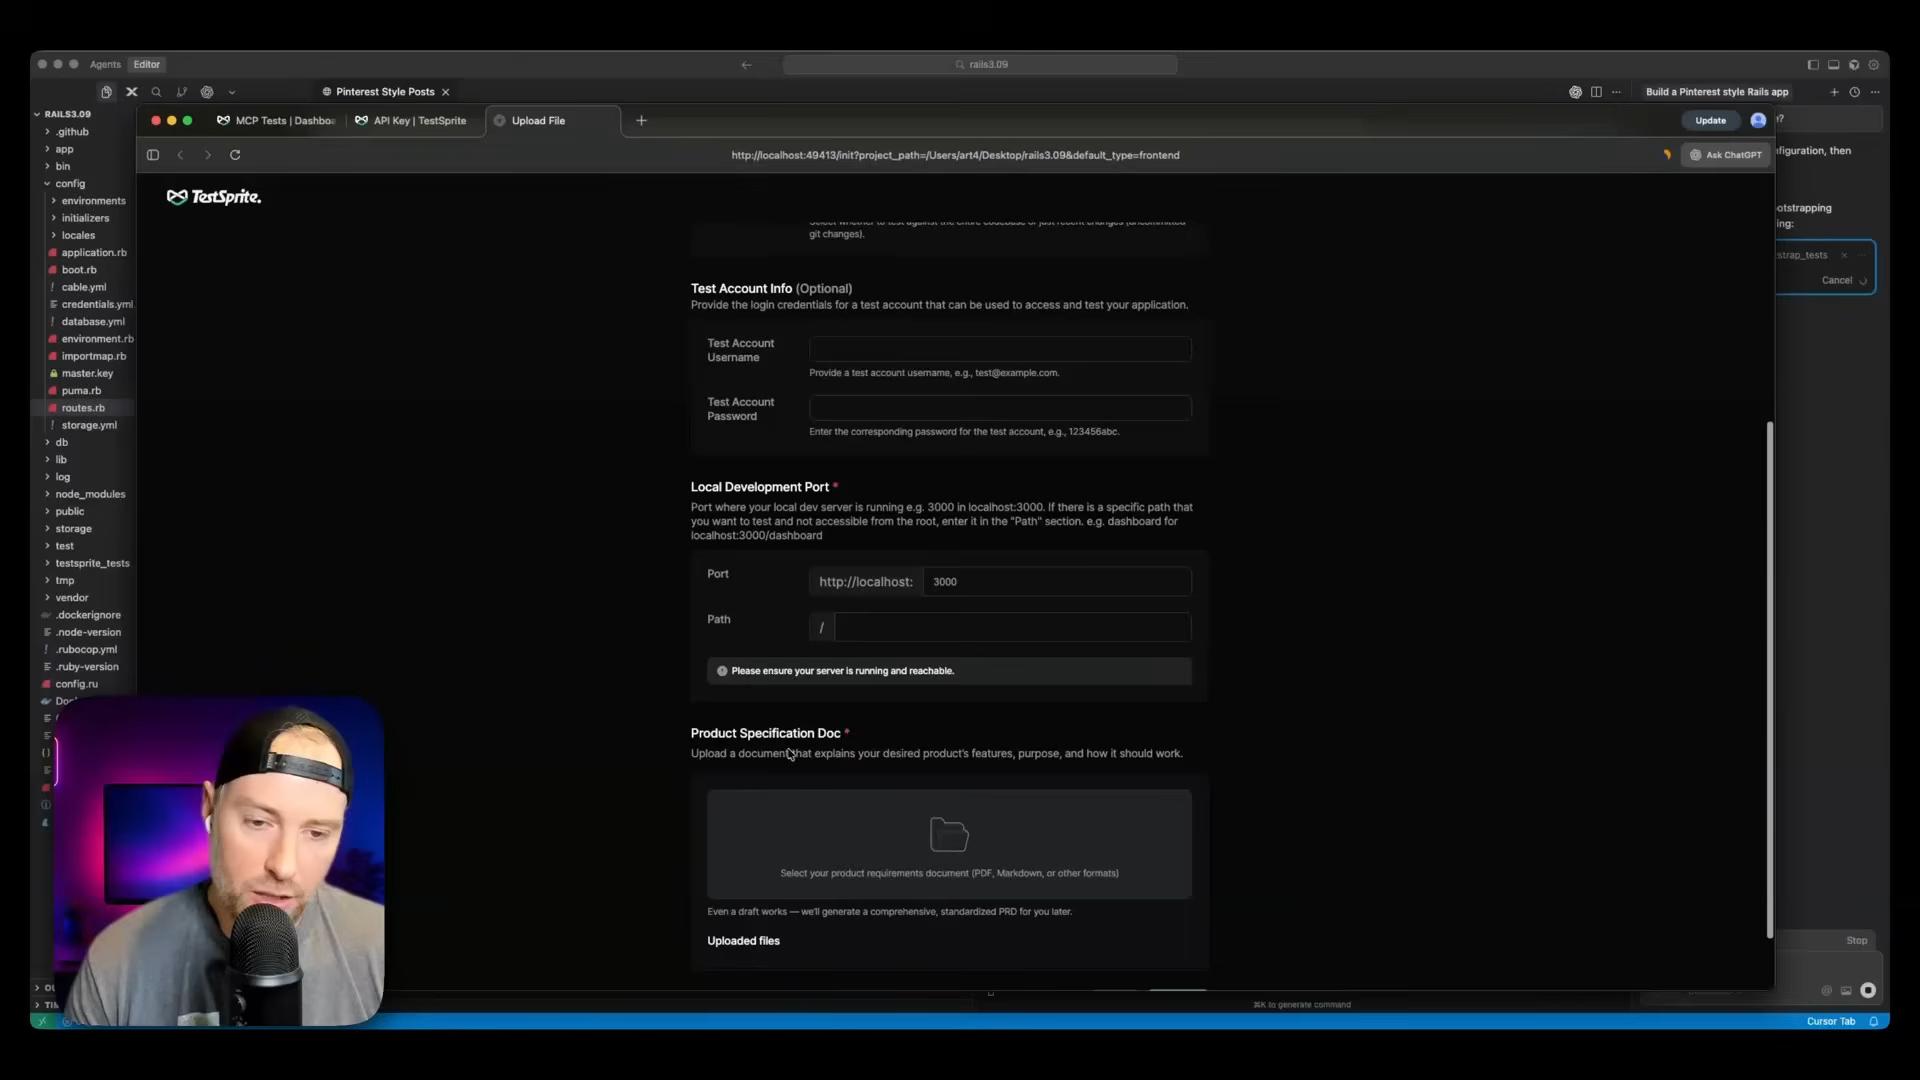 Agents Editor
rails3.09
Pinterest Style Posts
Build a Pinterest style Rails app
RAILS3.09
.github
app
bin
config
environments
initializers
locales
application.rb
boot.rb
cable.yml
credentials.yml
database.yml
environment.rb
importmap.rb
master.key
puma.rb
routes.rb
storage.yml
db
lib
log
node_modules
public
storage
test
testsprite_tests
tmp
vendor
.dockerignore
.node-version
.rubocop.yml
.ruby-version
config.ru
MCP Tests | Dashbo
API Key | TestSprite
Upload File
Update
http://localhost:49413/init?project_path=/Users/art4/Desktop/rails3.09&default_type=frontend
Ask ChatGPT
TestSprite.
git changes).
Test Account Info (Optional)
Provide the login credentials for a test account that can be used to access and test your application.
Test Account
Username
Provide a test account username, e.g., test@example.com.
Test Account
Password
Enter the corresponding password for the test account, e.g., 123456abc.
Local Development Port *
Port where your local dev server is running e.g. 3000 in localhost:3000. If there is a specific path that
you want to test and not accessible from the root, enter it in the "Path" section. e.g. dashboard for
localhost:3000/dashboard
Port
http://localhost: 3000
Path
/
Please ensure your server is running and reachable.
Product Specification Doc *
Upload a document that explains your desired product's features, purpose, and how it should work.
Select your product requirements document (PDF, Markdown, or other formats)
Even a draft works — we'll generate a comprehensive, standardized PRD for you later.
Uploaded files
?
figuration, then
otstrapping
ing:
strap_tests
Cancel
Stop
⌘K to generate command
Cursor Tab